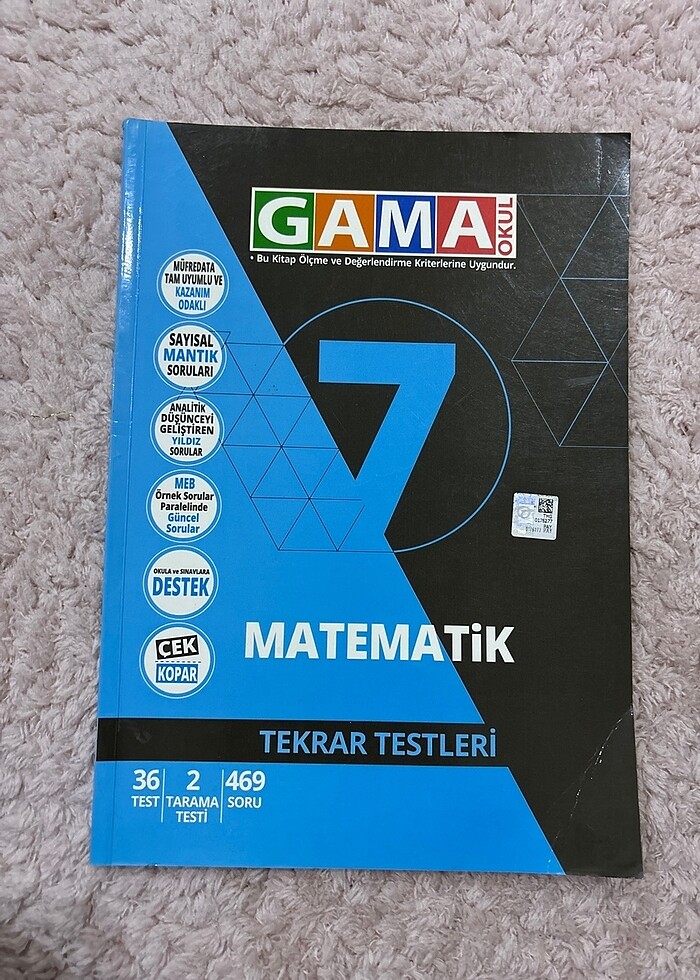 GAMA OKUL
• Bu Kitap Ölçme ve Değerlendirme Kriterlerine Uygundur.
MÜFREDATA
TAM UYUMLU VE
KAZANIM
ODAKLI
SAYISAL
MANTIK
SORULARI
ANALİTİK
DÜŞÜNCEYİ
GELİŞTİREN
YILDIZ
SORULAR
MEB
Örnek Sorular
Paralelinde
Güncel
Sorular
OKULA ve SINAVLARA
DESTEK
ÇEK
KOPAR
7
MATEMATİK
TEKRAR TESTLERİ
36 2 469
TEST TARAMA SORU
TESTİ